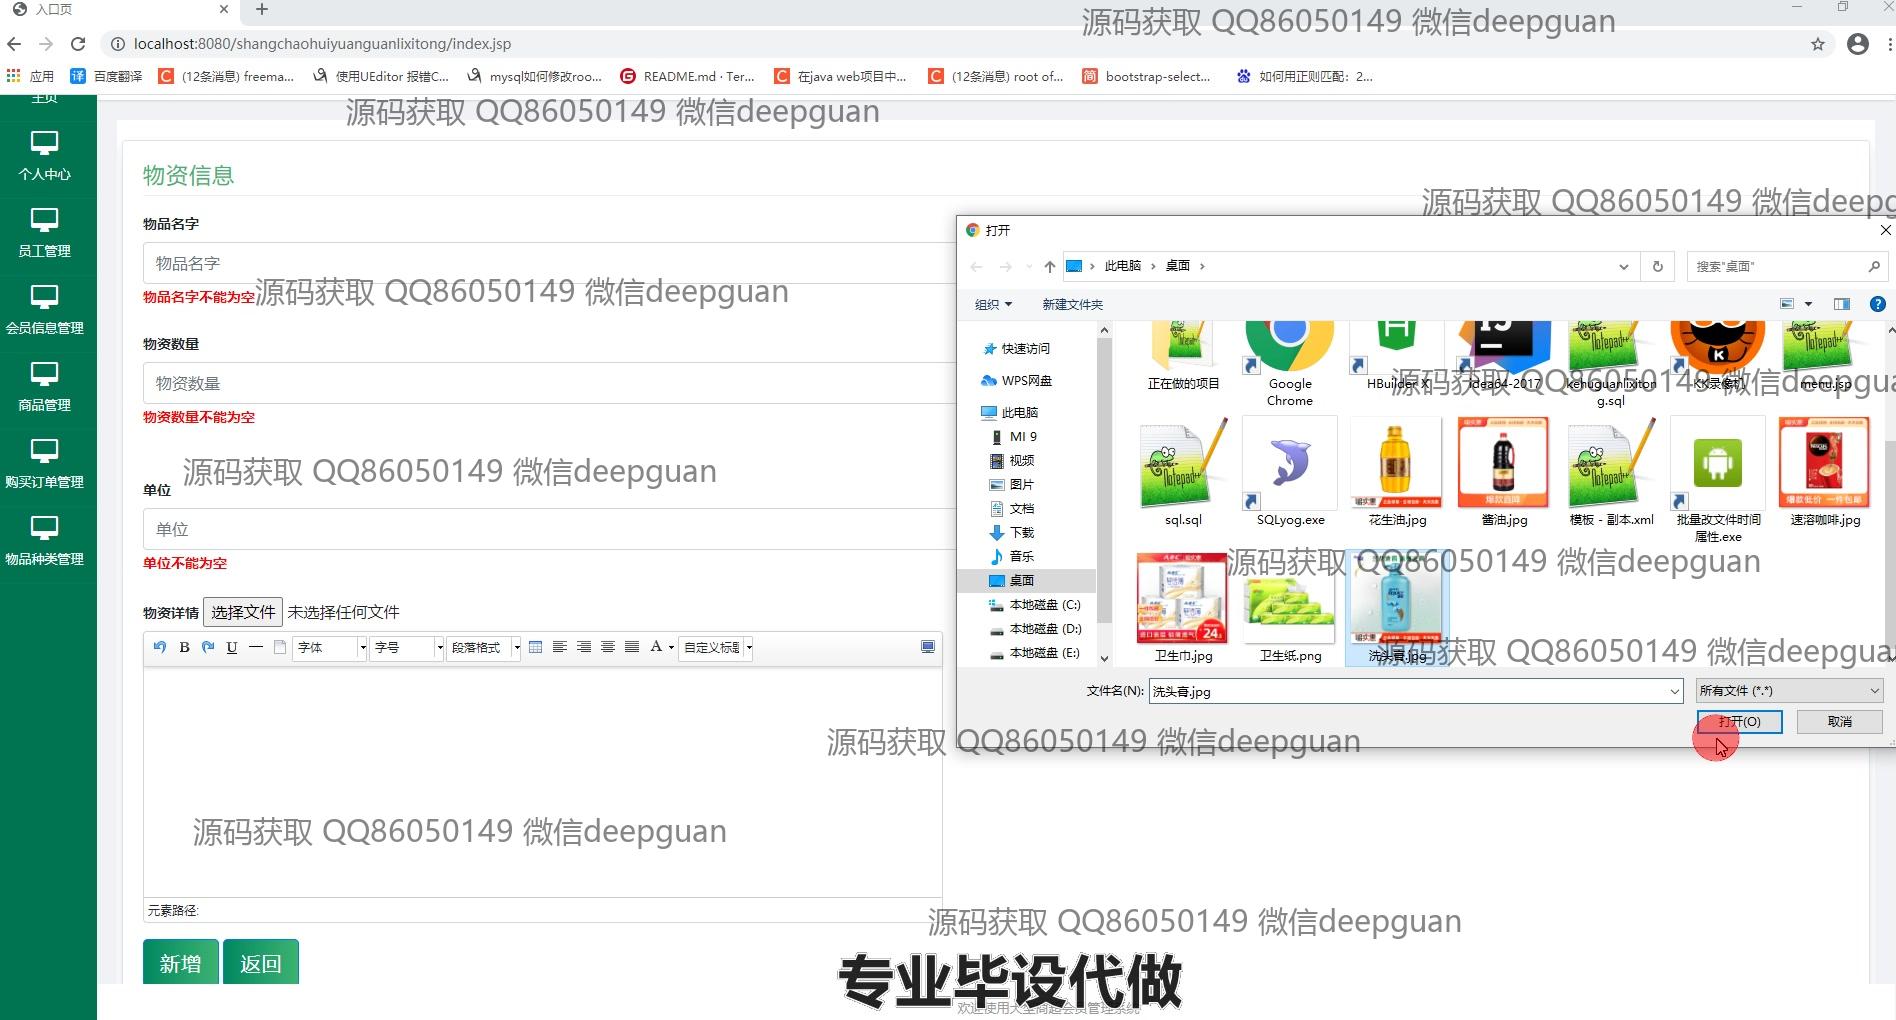 入口页
源码获取 QQ86050149 微信deepguan
localhost:8080/shangchaohuiyuanguanlixitong/index.jsp
应用
百度翻译
(12条消息) freema...
使用UEditor 报错C...
mysql如何修改roo...
README.md · Ter...
在java web项目中...
(12条消息) root of...
bootstrap-select...
如何用正则匹配：2...
主页
源码获取 QQ86050149 微信deepguan
个人中心
员工管理
会员信息管理
商品管理
购买订单管理
物品种类管理
物资信息
源码获取 QQ86050149 微信deepg
物品名字
物品名字
物品名字不能为空
源码获取 QQ86050149 微信deepguan
物资数量
物资数量
物资数量不能为空
源码获取 QQ86050149 微信deepguan
单位
单位
单位不能为空
物资详情 选择文件 未选择任何文件
B U 字体 字号 段落格式 A 自定义标题
源码获取 QQ86050149 微信deepguan
元素路径:
新增 返回
打开
此电脑 › 桌面 ›
搜索"桌面"
组织 新建文件夹
快速访问
WPS网盘
此电脑
MI 9
视频
图片
文档
下载
音乐
桌面
本地磁盘 (C:)
本地磁盘 (D:)
本地磁盘 (E:)
正在做的项目
Google Chrome
HBuilder X
idea64-2017
kehuguanlixitong.sql
KK录像机
menu.jsp
源码获取 QQ86050149 微信deepgua
sql.sql
SQLyog.exe
花生油.jpg
酱油.jpg
模板 - 副本.xml
批量改文件时间属性.exe
速溶咖啡.jpg
源码获取 QQ86050149 微信deepguan
卫生巾.jpg
卫生纸.png
洗头膏.jpg
源码获取 QQ86050149 微信deepgua
文件名(N): 洗头膏.jpg 所有文件 (*.*)
打开(O) 取消
源码获取 QQ86050149 微信deepguan
源码获取 QQ86050149 微信deepguan
专业毕设代做
欢迎使用大型商超会员管理系统